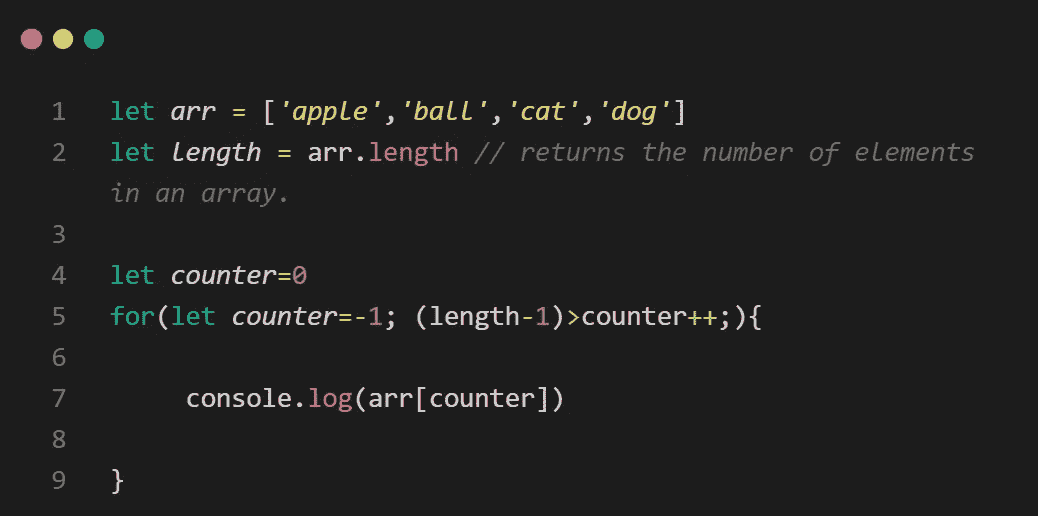 1 let arr = ['apple','ball','cat','dog']
2 let length = arr.length // returns the number of elements
in an array.
3
4 let counter=0
5 for(let counter=-1; (length-1)>counter++;){
6
7 console.log(arr[counter])
8
9 }